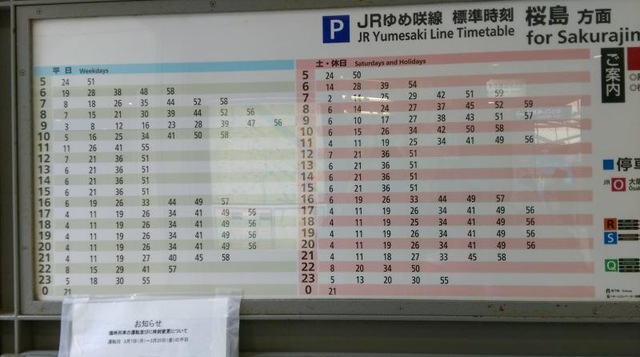 P JRゆめ咲線 標準時刻 桜島 方面
JR Yumesaki Line Timetable for Sakurajim
ご案内
平日 Weekdays
5 24 51
6 19 28 38 48 58
7 8 18 26 35 44 52 58
8 7 15 21 30 39 44 52 56
9 3 8 12 16 23 28 39 47 56
10 5 16 25 34 41 50 58
11 11 26 41 55
12 7 21 36 51
13 6 21 36 51
14 6 21 36 51
15 6 21 36 51
16 6 19 26 33 44 49 57
17 4 11 19 26 34 41 49 56
18 4 11 19 26 34 41 49 56
19 4 11 19 26 34 41 49 56
20 4 11 19 26 34 41 49 56
21 4 11 19 27 40 45 58
22 8 15 29 41 57
23 5 18 30 55
0 21
土・休日 Saturdays and Holidays
5 24 50
6 14 28 39 54
7 2 14 25 29 42 51 59
8 6 14 24 27 37 45 52 59
9 6 10 17 27 38 43 51 57
10 6 15 26 34 42 50 58
11 4 11 19 25 34 41 49 56
12 7 21 36 51
13 6 21 36 51
14 6 21 36 51
15 6 21 36 51
16 6 19 26 33 44 49 57
17 4 11 19 26 34 41 49 56
18 4 11 19 25 34 41 49 56
19 4 11 19 26 34 41 49 56
20 4 11 19 26 34 41 49 56
21 4 11 18 27 33 45 58
22 8 20 34 50
23 5 13 20 30 55
0 21
停車
JR O 大阪
R
S
Q
お知らせ